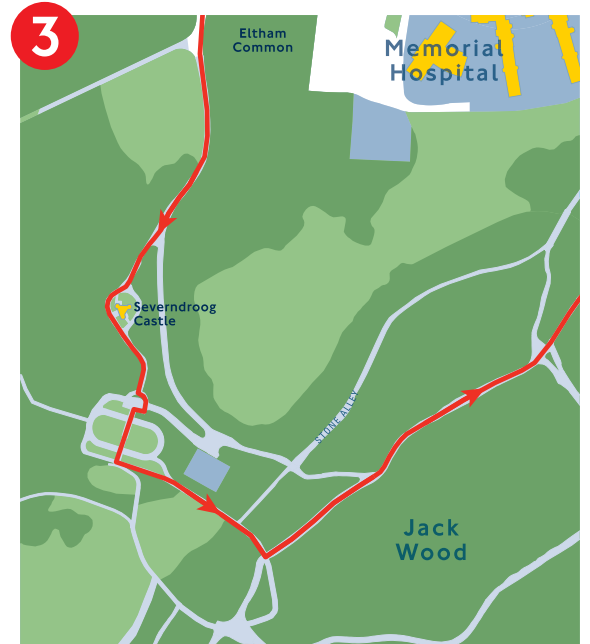 3
Eltham
Common
Memorial
Hospital
Severndroog
Castle
STONE ALLEY
Jack
Wood